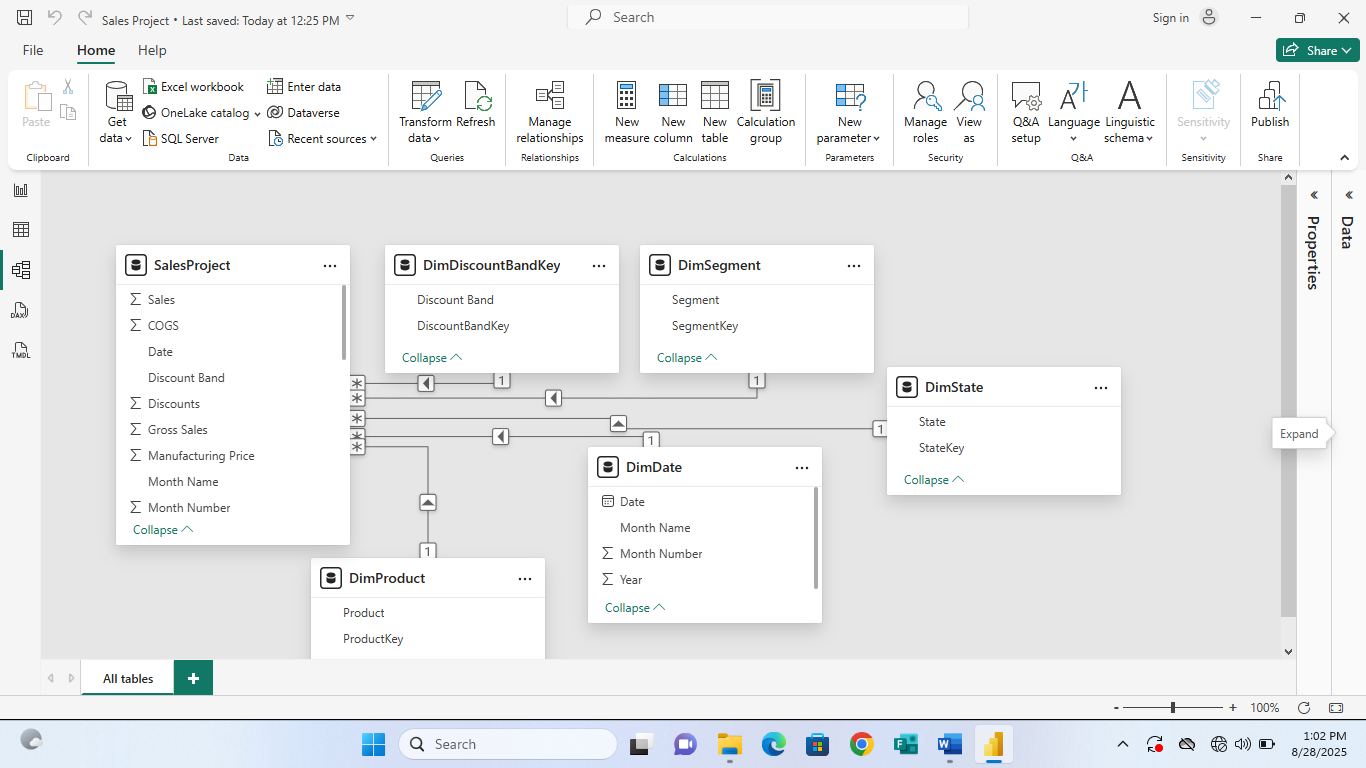 Sales Project • Last saved: Today at 12:25 PM
Search
Sign in
File
Home
Help
Share
Paste
Clipboard
Get data
Excel workbook
OneLake catalog
SQL Server
Enter data
Dataverse
Recent sources
Data
Transform data
Refresh
Queries
Manage relationships
Relationships
New measure
New column
New table
Calculation group
Calculations
New parameter
Parameters
Manage roles
View as
Security
Q&A setup
Language
Linguistic schema
Q&A
Sensitivity
Sensitivity
Publish
Share
DAX
TMDL
SalesProject
Sales
COGS
Date
Discount Band
Discounts
Gross Sales
Manufacturing Price
Month Name
Month Number
Collapse
DimDiscountBandKey
Discount Band
DiscountBandKey
Collapse
DimSegment
Segment
SegmentKey
Collapse
DimState
State
StateKey
Collapse
DimDate
Date
Month Name
Month Number
Year
Collapse
DimProduct
Product
ProductKey
*
*
*
*
*
1
1
1
1
1
Properties
Data
Expand
All tables
+
- + 100%
Search
1:02 PM
8/28/2025